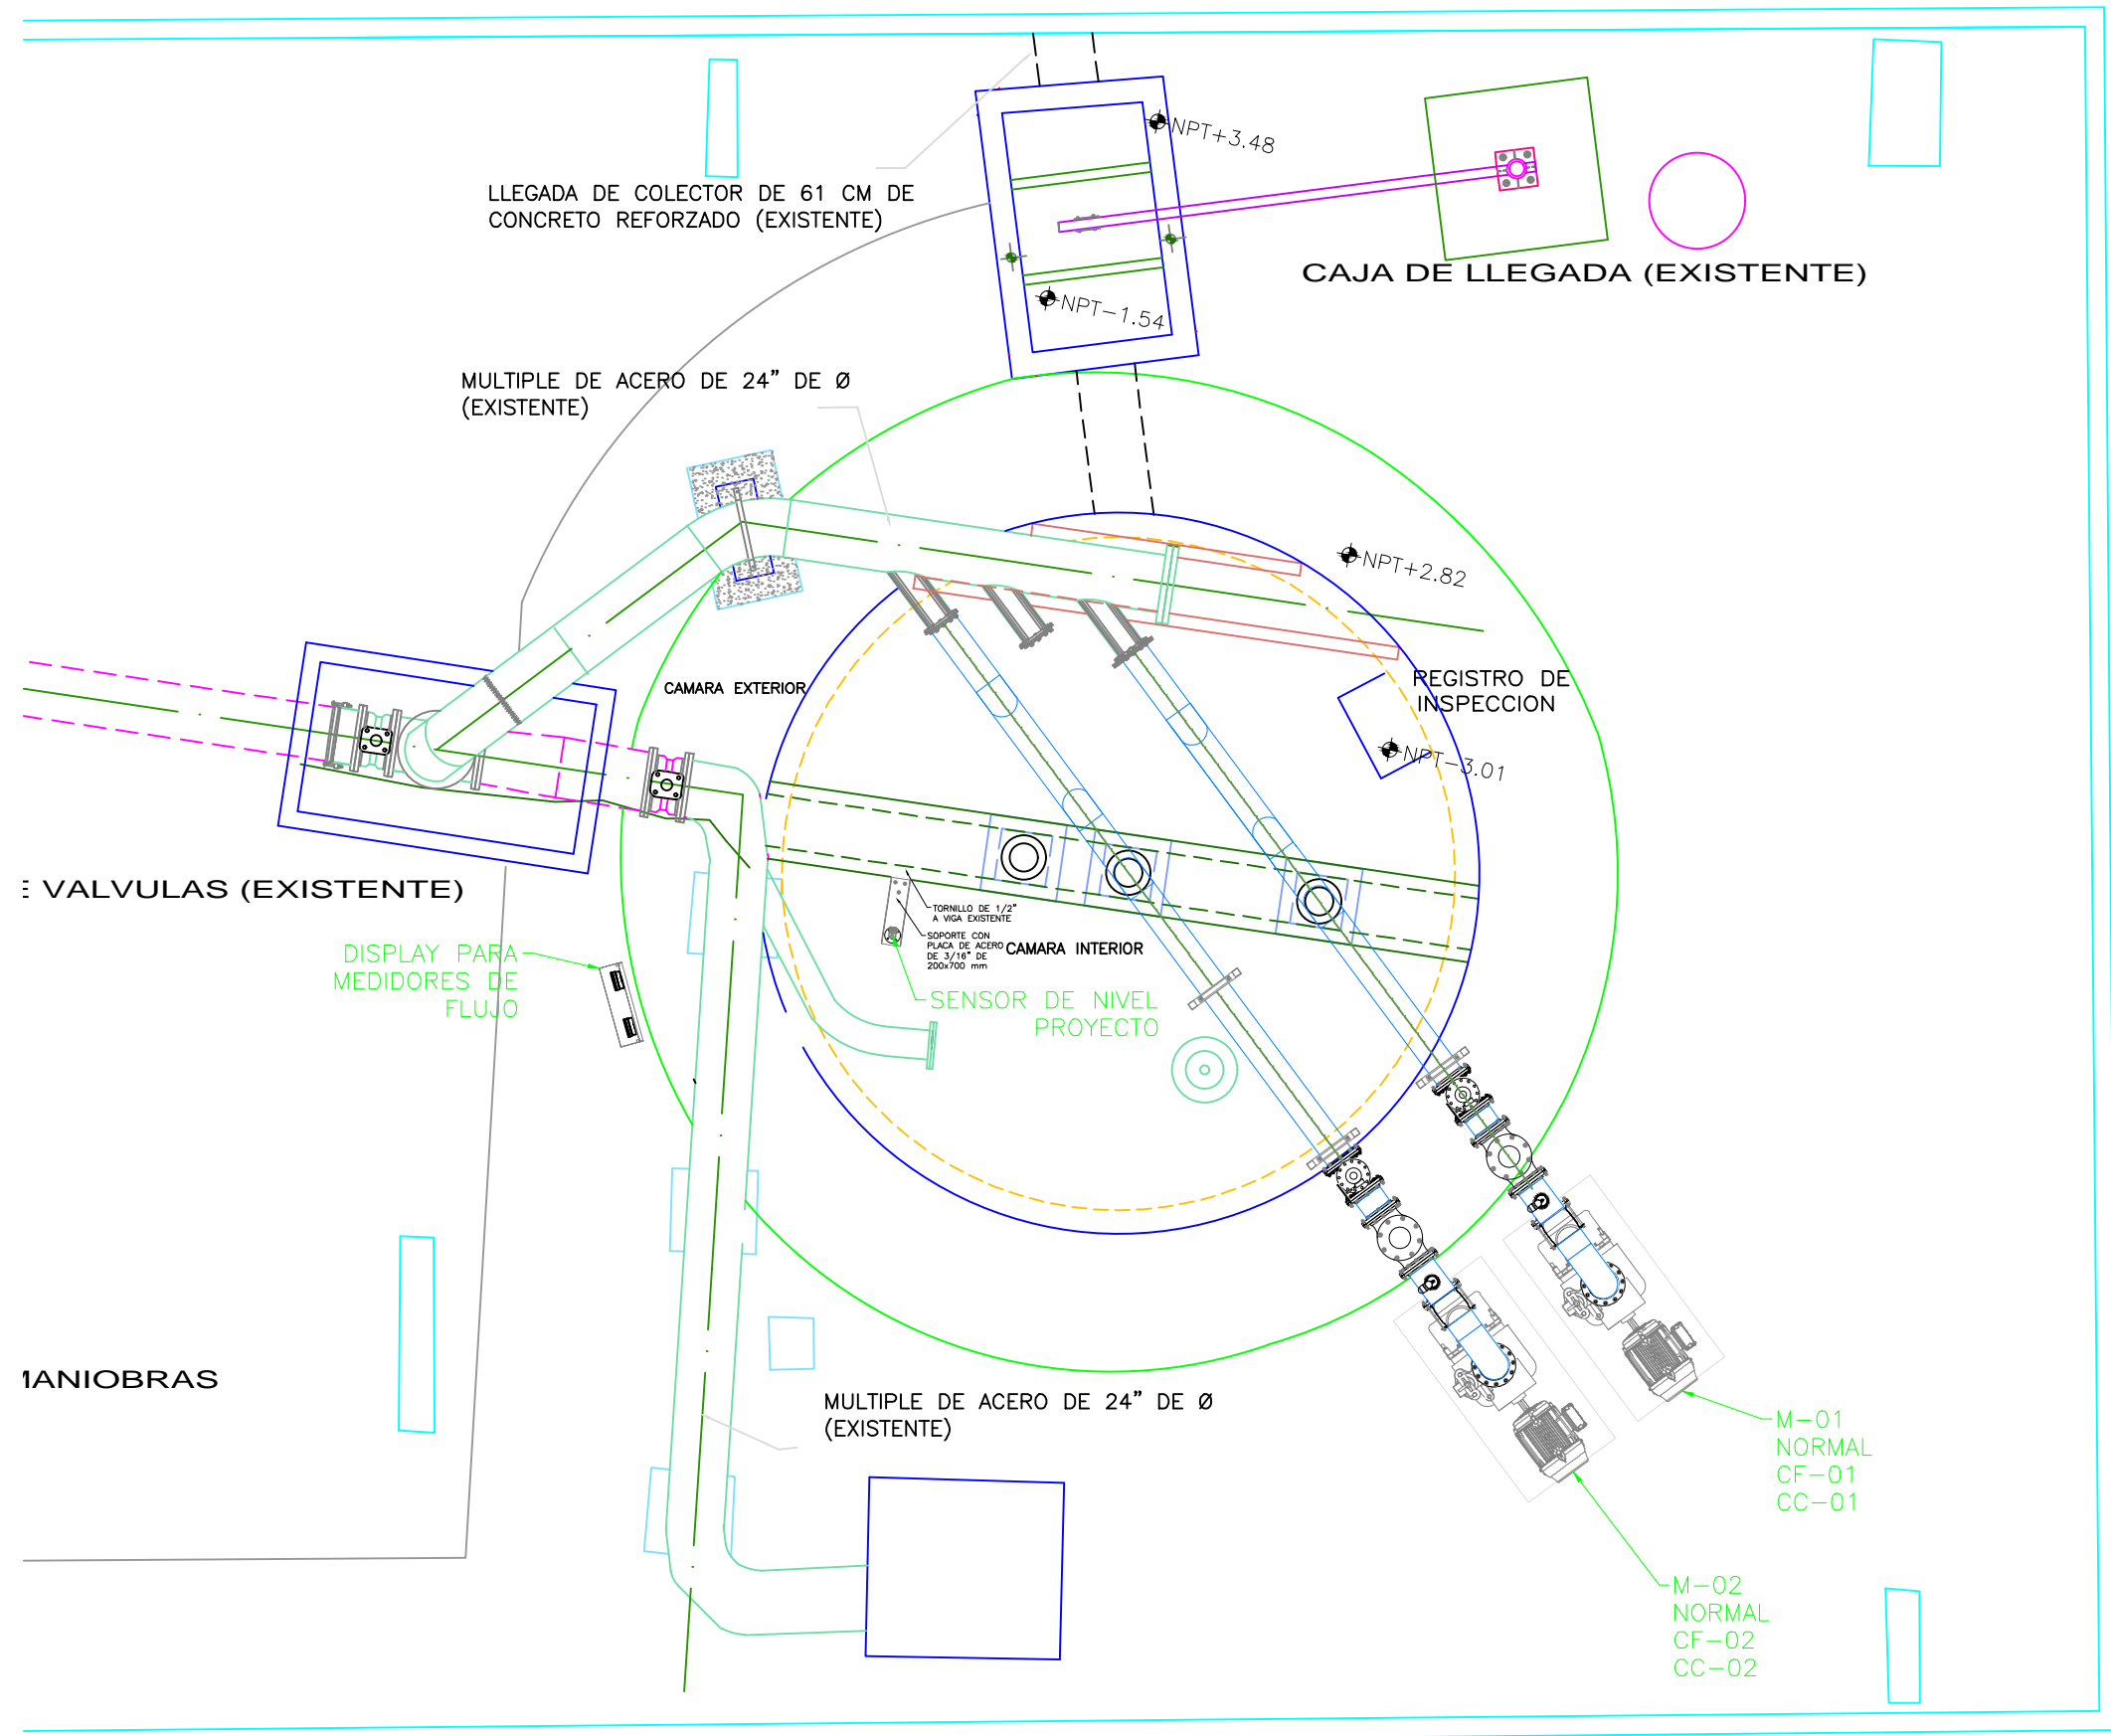 NPT+3.48
LLEGADA DE COLECTOR DE 61 CM DE
CONCRETO REFORZADO (EXISTENTE)
CAJA DE LLEGADA (EXISTENTE)
NPT-1.54
MULTIPLE DE ACERO DE 24" DE Ø
(EXISTENTE)
NPT+2.82
CAMARA EXTERIOR
REGISTRO DE
INSPECCION
NPT-3.01
E VALVULAS (EXISTENTE)
TORNILLO DE 1/2"
A VIGA EXISTENTE
SOPORTE CON
PLACA DE ACERO
DE 3/16" DE
200x700 mm
CAMARA INTERIOR
DISPLAY PARA
MEDIDORES DE
FLUJO
SENSOR DE NIVEL
PROYECTO
MANIOBRAS
MULTIPLE DE ACERO DE 24" DE Ø
(EXISTENTE)
M-01
NORMAL
CF-01
CC-01
M-02
NORMAL
CF-02
CC-02